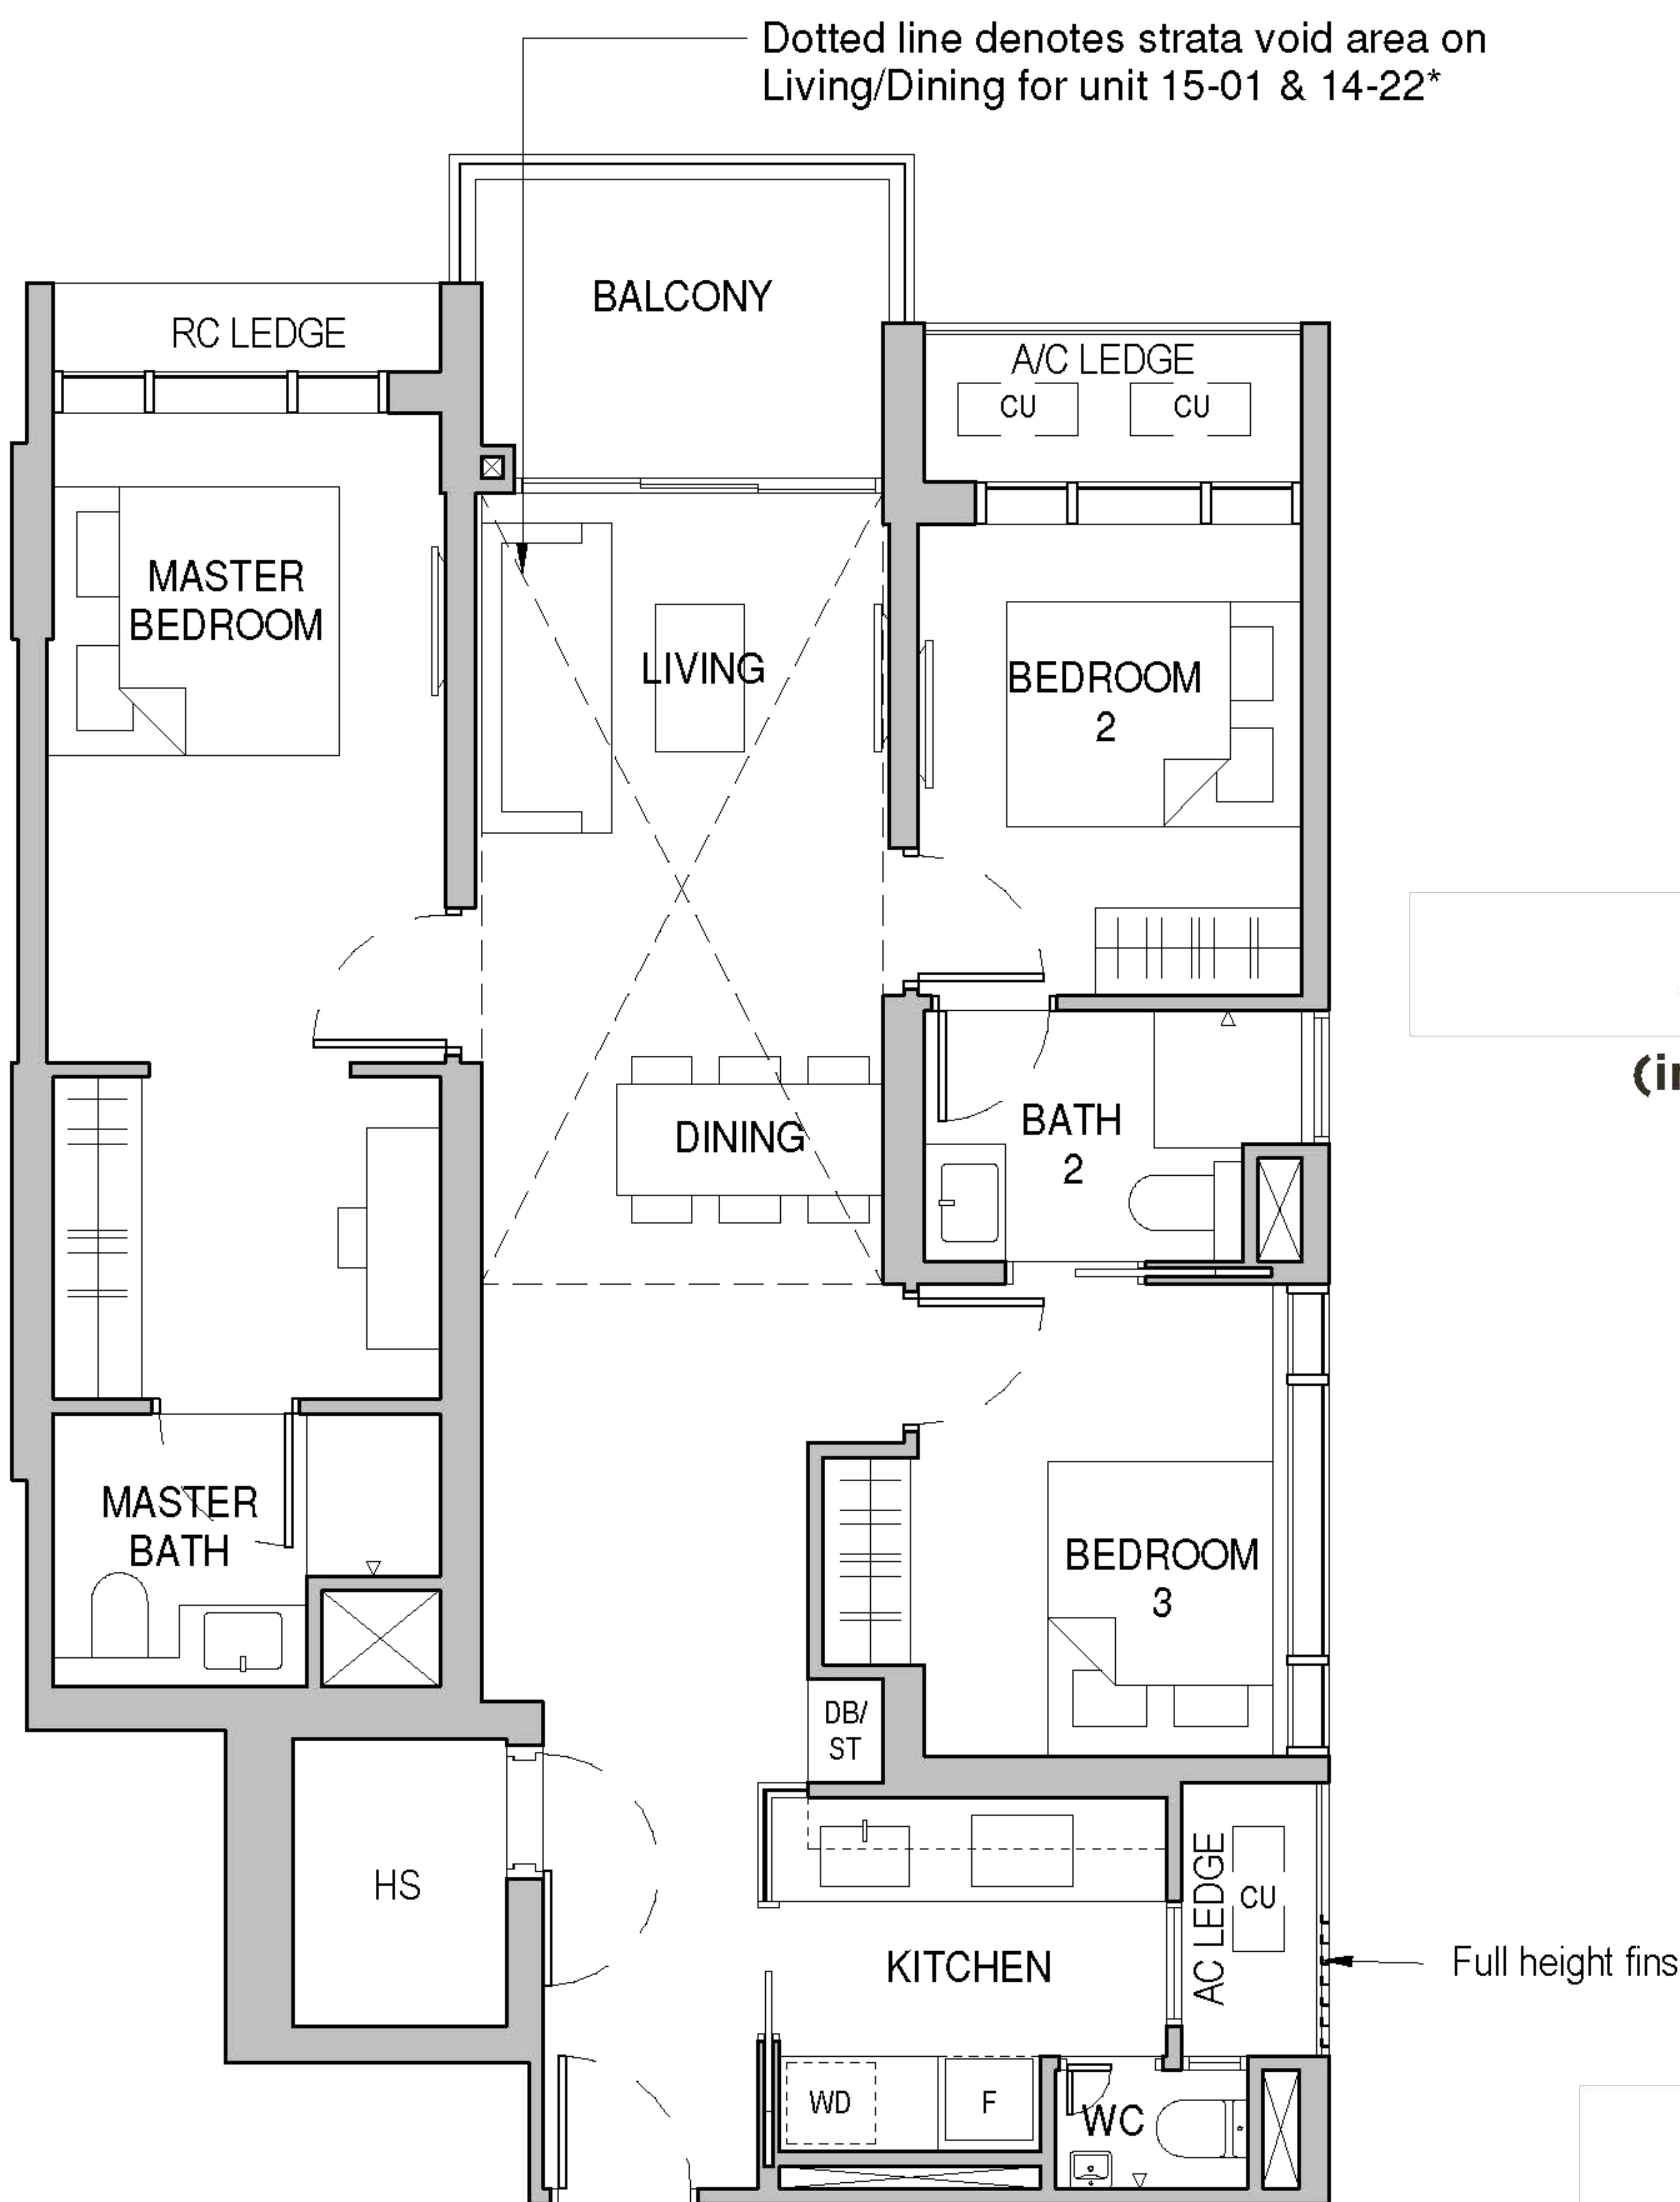 Dotted line denotes strata void area on
Living/Dining for unit 15-01 & 14-22*
BALCONY
RC LEDGE
A/C LEDGE
CU
CU
MASTER
BEDROOM
LIVING
BEDROOM
2
DINING
BATH
2
MASTER
BATH
BEDROOM
3
DB/
ST
HS
KITCHEN
AC LEDGE
CU
Full height fins
WD
F
WC